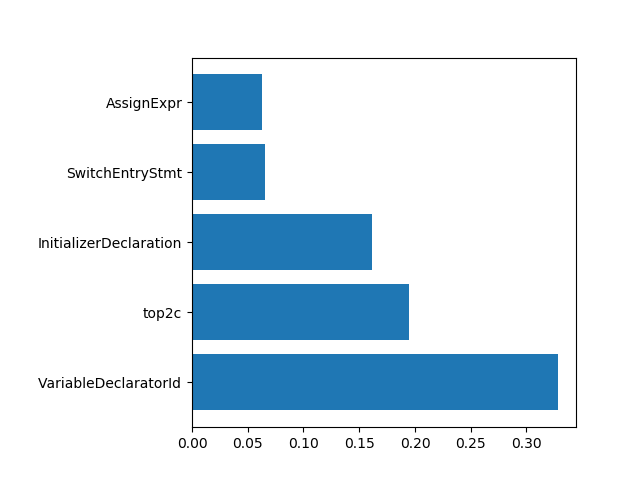 AssignExpr
SwitchEntryStmt
InitializerDeclaration
top2c
VariableDeclaratorId
0.00 0.05 0.10 0.15 0.20 0.25 0.30